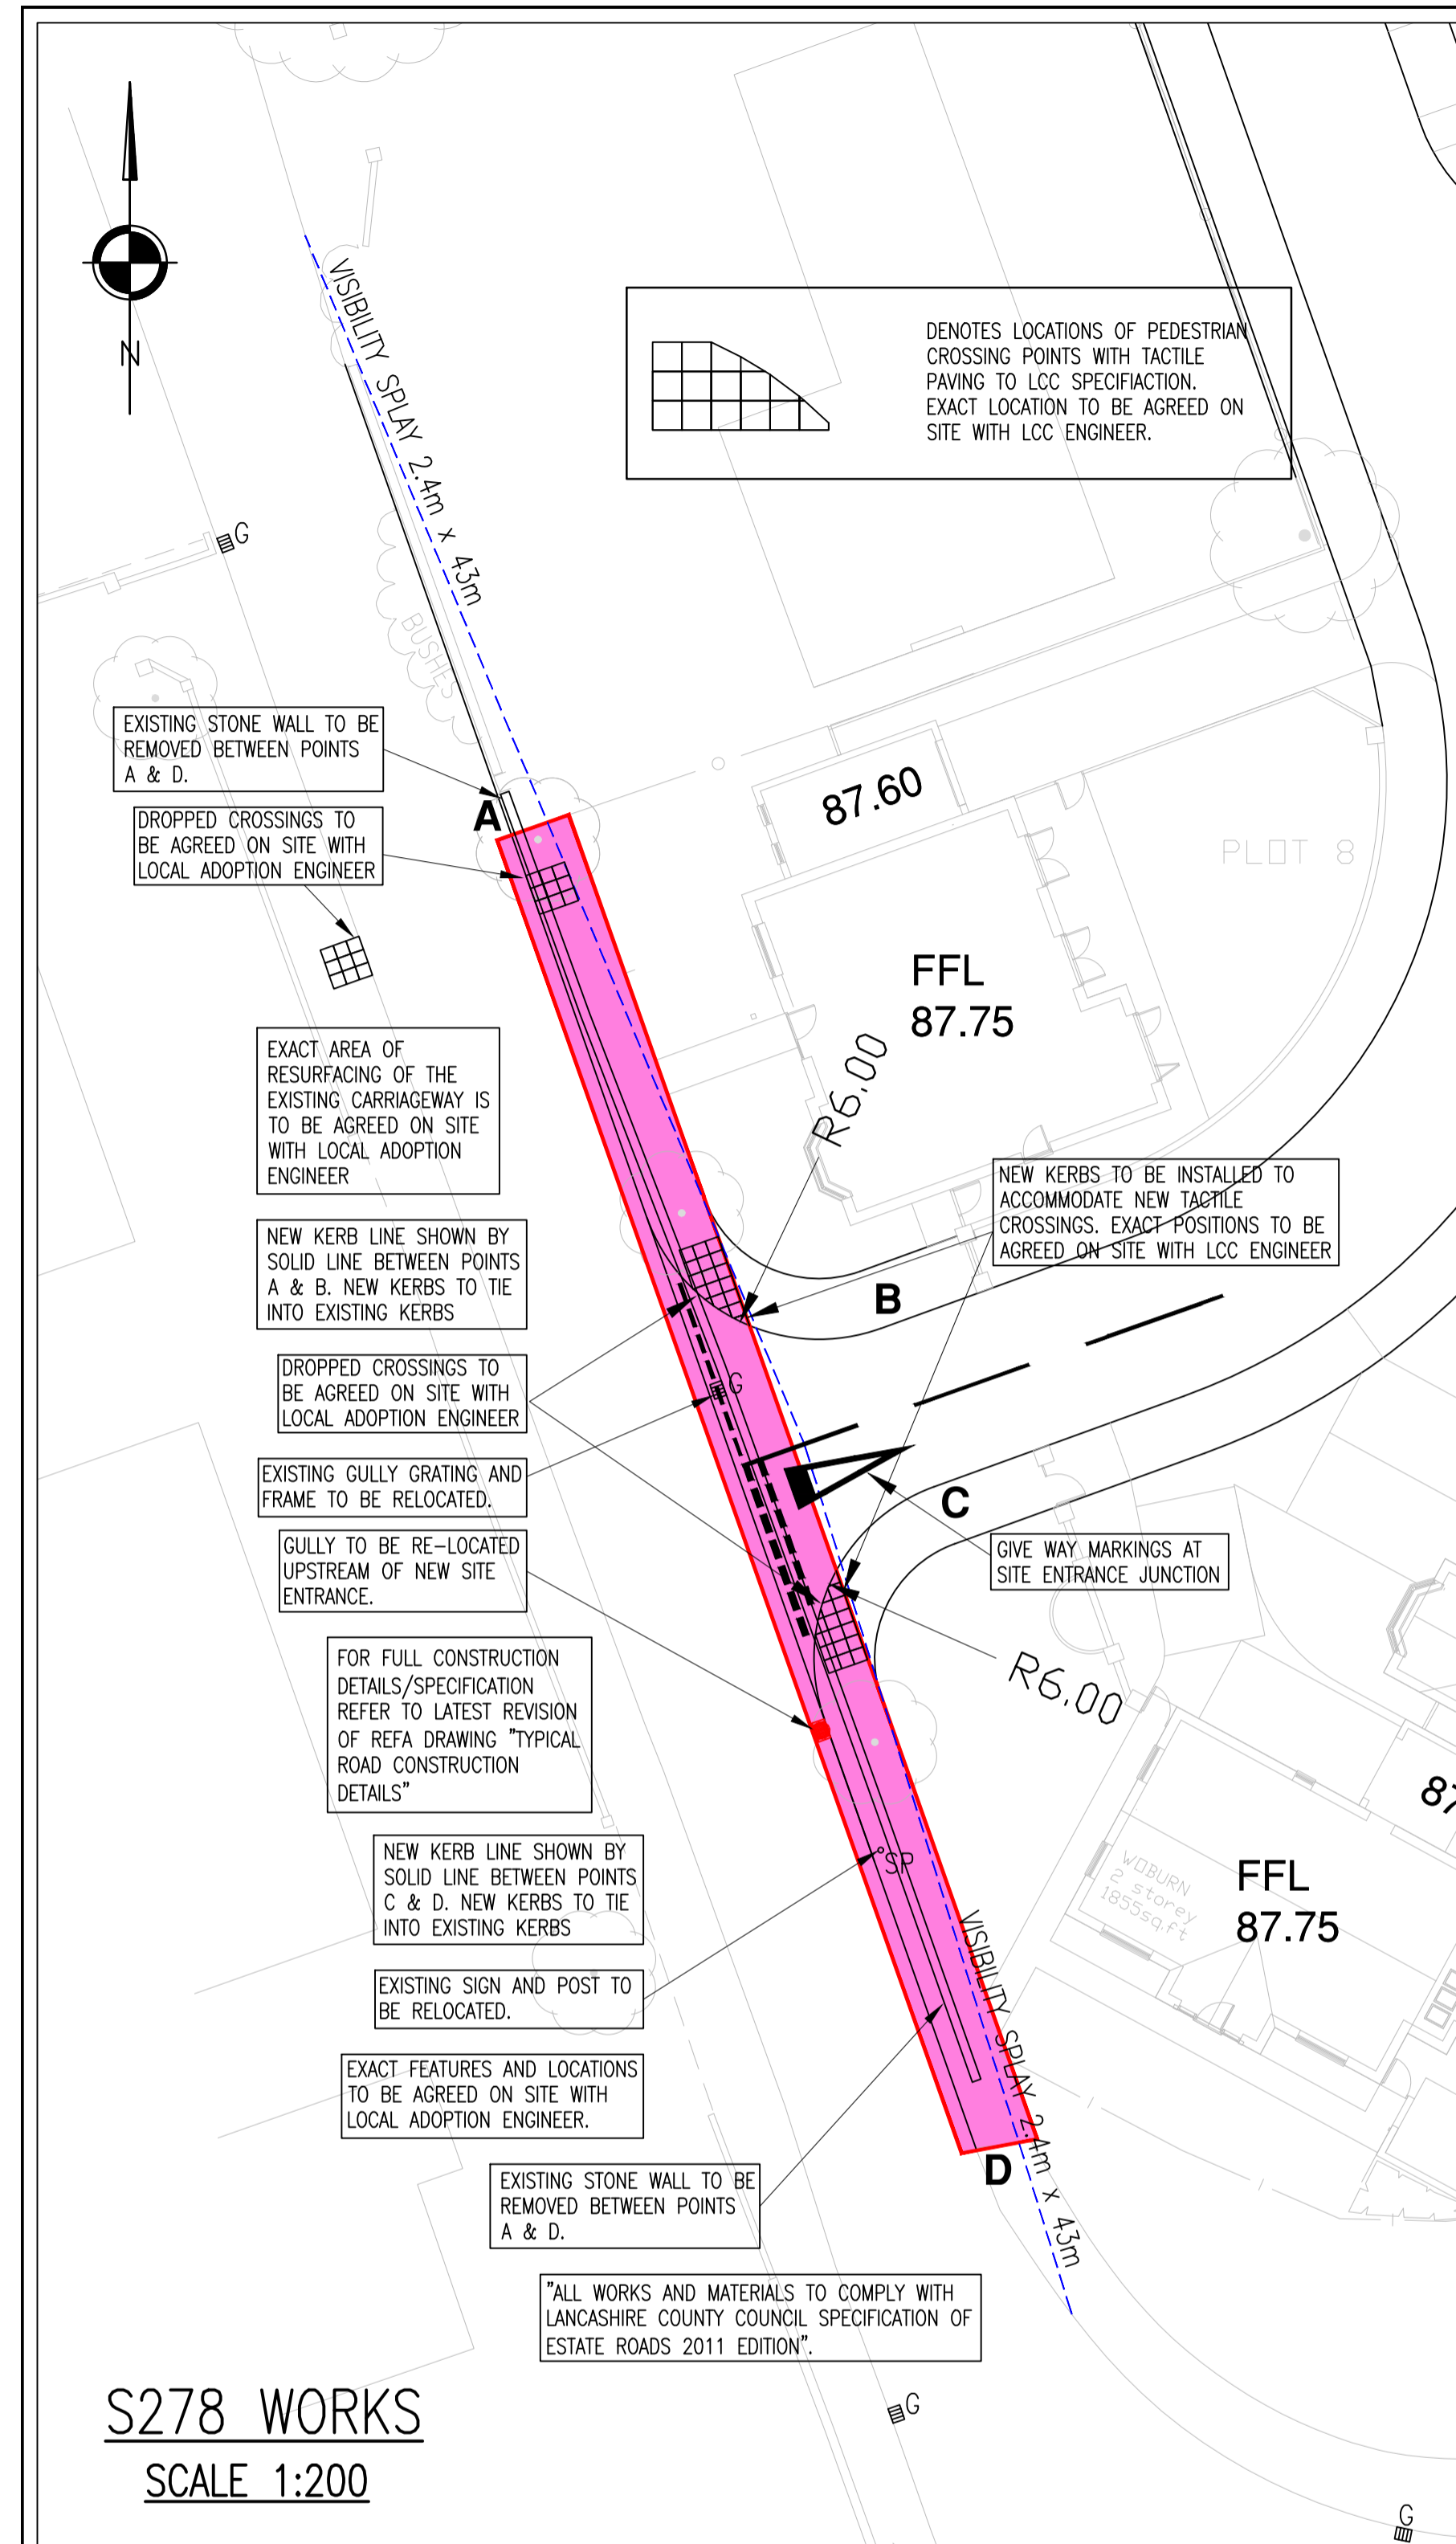 N
VISIBILITY SPLAY 2.4m x 43m
DENOTES LOCATIONS OF PEDESTRIAN
CROSSING POINTS WITH TACTILE
PAVING TO LCC SPECIFIACTION.
EXACT LOCATION TO BE AGREED ON
SITE WITH LCC ENGINEER.
G
BUSHES
EXISTING STONE WALL TO BE
REMOVED BETWEEN POINTS
A & D.
A
DROPPED CROSSINGS TO
BE AGREED ON SITE WITH
LOCAL ADOPTION ENGINEER
87.60
PLOT 8
FFL
87.75
EXACT AREA OF
RESURFACING OF THE
EXISTING CARRIAGEWAY IS
TO BE AGREED ON SITE
WITH LOCAL ADOPTION
ENGINEER
R6.00
NEW KERBS TO BE INSTALLED TO
ACCOMMODATE NEW TACTILE
CROSSINGS. EXACT POSITIONS TO BE
AGREED ON SITE WITH LCC ENGINEER
NEW KERB LINE SHOWN BY
SOLID LINE BETWEEN POINTS
A & B. NEW KERBS TO TIE
INTO EXISTING KERBS
B
DROPPED CROSSINGS TO
BE AGREED ON SITE WITH
LOCAL ADOPTION ENGINEER
G
EXISTING GULLY GRATING AND
FRAME TO BE RELOCATED.
C
GULLY TO BE RE-LOCATED
UPSTREAM OF NEW SITE
ENTRANCE.
GIVE WAY MARKINGS AT
SITE ENTRANCE JUNCTION
FOR FULL CONSTRUCTION
DETAILS/SPECIFICATION
REFER TO LATEST REVISION
OF REFA DRAWING "TYPICAL
ROAD CONSTRUCTION
DETAILS"
R6.00
87
NEW KERB LINE SHOWN BY
SOLID LINE BETWEEN POINTS
C & D. NEW KERBS TO TIE
INTO EXISTING KERBS
SP
WOBURN
2 storey
1855sq.ft
FFL
87.75
EXISTING SIGN AND POST TO
BE RELOCATED.
VISIBILITY SPLAY 2.4m x 43m
EXACT FEATURES AND LOCATIONS
TO BE AGREED ON SITE WITH
LOCAL ADOPTION ENGINEER.
D
EXISTING STONE WALL TO BE
REMOVED BETWEEN POINTS
A & D.
"ALL WORKS AND MATERIALS TO COMPLY WITH
LANCASHIRE COUNTY COUNCIL SPECIFICATION OF
ESTATE ROADS 2011 EDITION".
G
S278 WORKS
SCALE 1:200
G